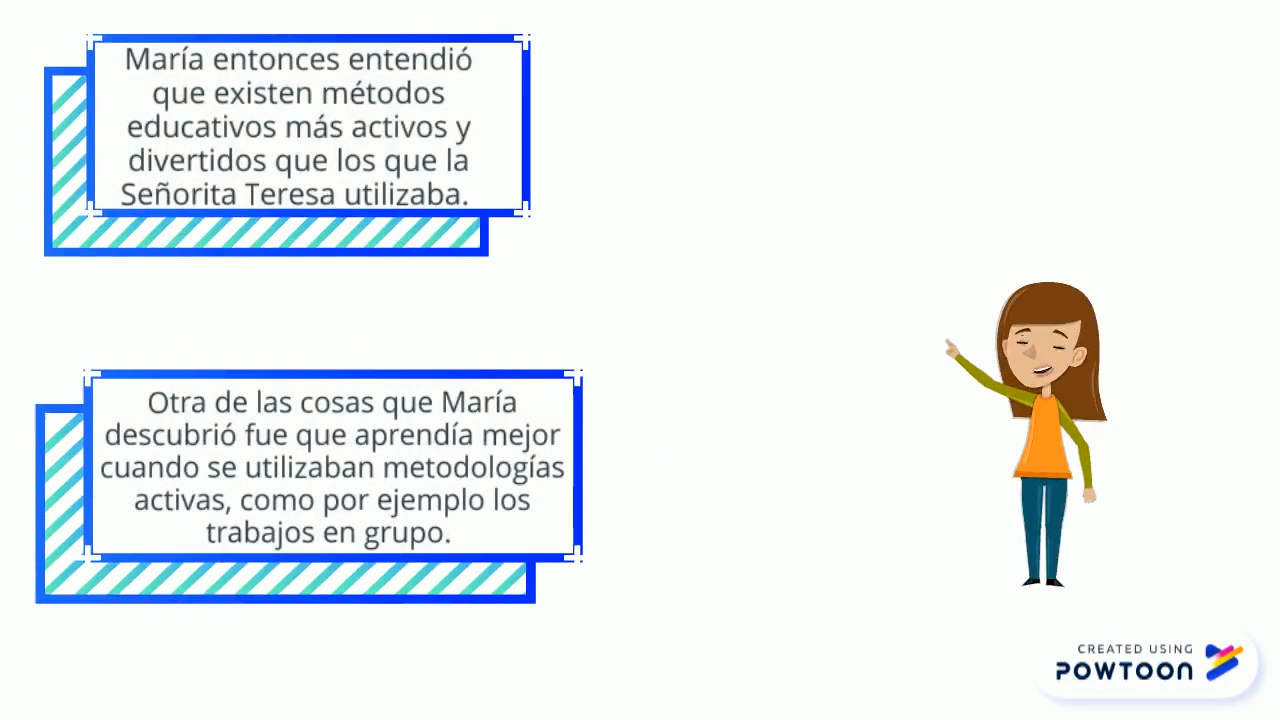 María entonces entendió
que existen métodos
educativos más activos y
divertidos que los que la
Señorita Teresa utilizaba.
Otra de las cosas que María
descubrió fue que aprendía mejor
cuando se utilizaban metodologías
activas, como por ejemplo los
trabajos en grupo.
CREATED USING
POWTOON